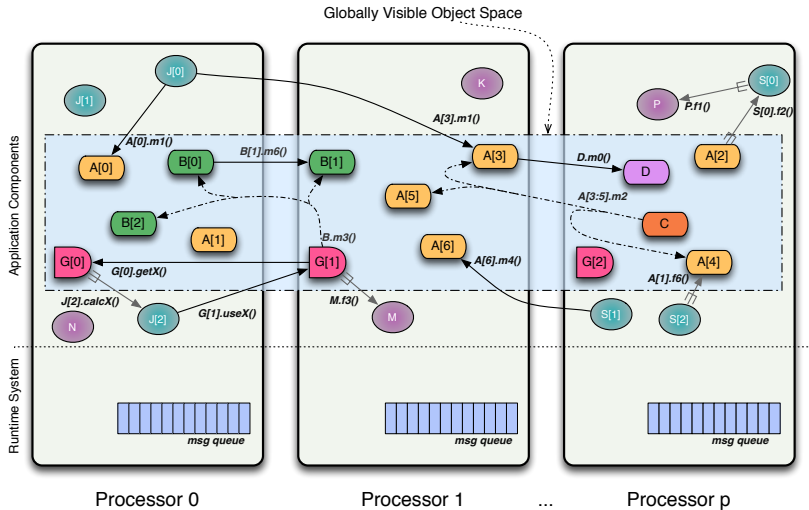 Globally Visible Object Space
J[0]
J[1]
K
S[0]
P
P.f1()
S[0].f2()
A[3].m1()
A[0].m1()
A[0]
B[0]
B[1].m6()
B[1]
A[3]
D.m0()
D
A[2]
A[5]
A[3:5].m2
B[2]
A[1]
B.m3()
C
A[6]
G[0]
G[0].getX()
G[1]
A[6].m4()
G[2]
A[4]
A[1].f6()
J[2].calcX()
G[1].useX()
M.f3()
N
J[2]
M
S[1]
S[2]
Application Components
Runtime System
msg queue
msg queue
msg queue
Processor 0
Processor 1
...
Processor p